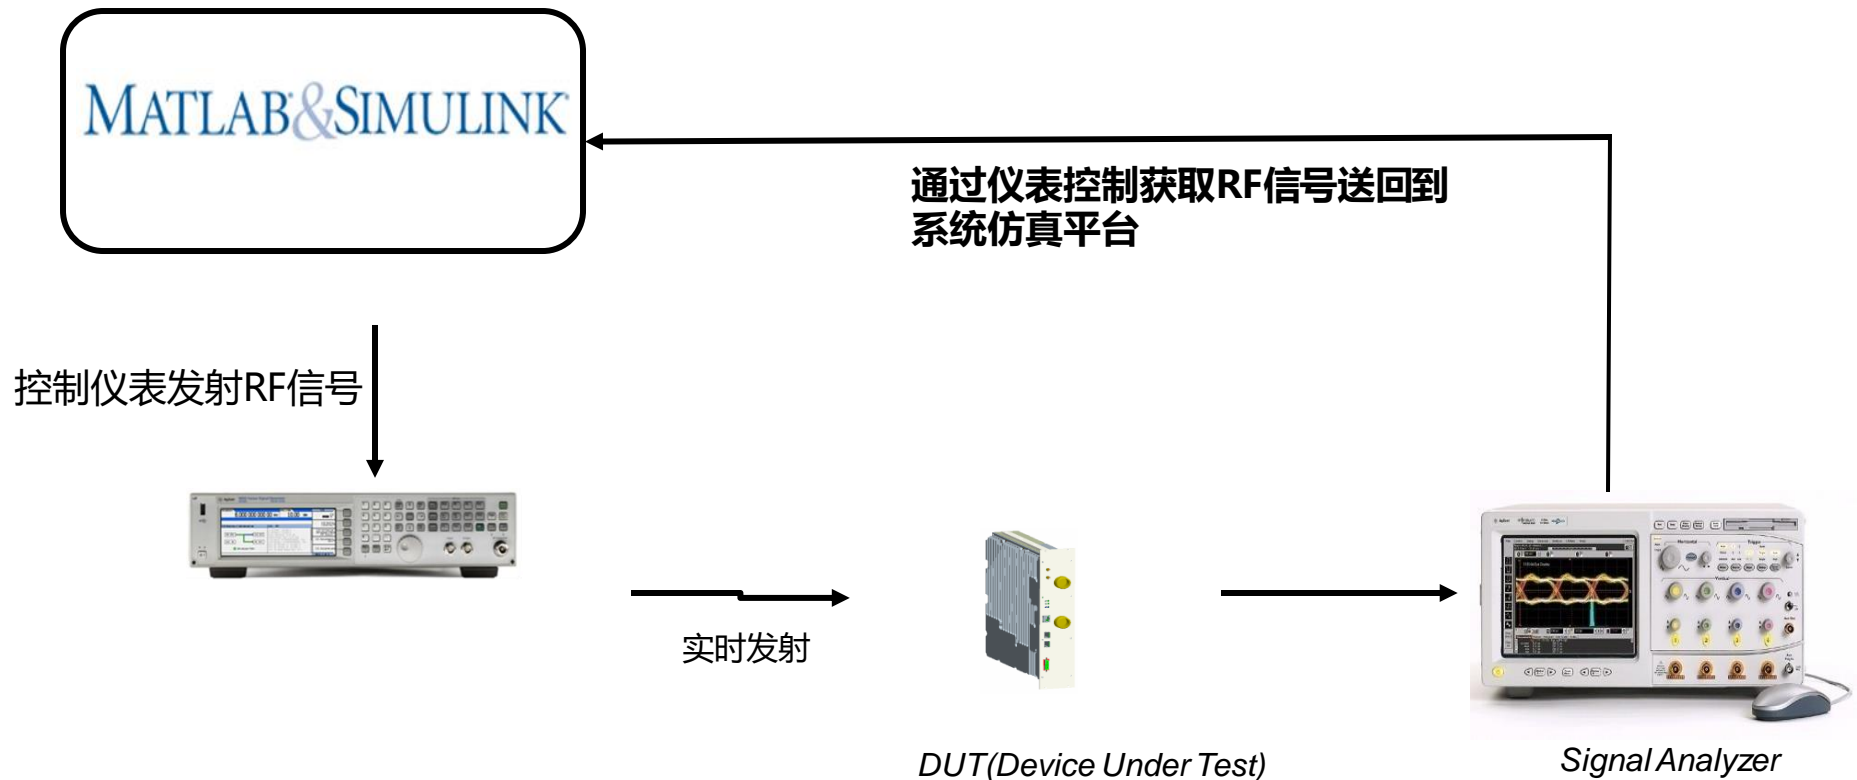 MATLAB&SIMULINK
通过仪表控制获取RF信号送回到
系统仿真平台
控制仪表发射RF信号
实时发射
DUT(Device Under Test)
Signal Analyzer